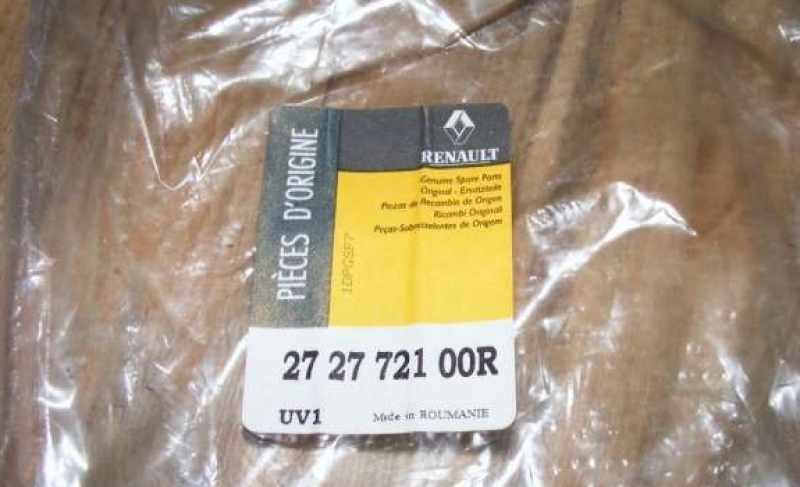 PIÈCES D'ORIGINE
RENAULT
Genuine Spare Parts
Original - Ersatzteile
Piezas de Recambio de Origen
Ricambi Originali
Peças-Sobresselentes de Origem
1DPGSF7
27 27 721 00R
UV1 Made in ROUMANIE